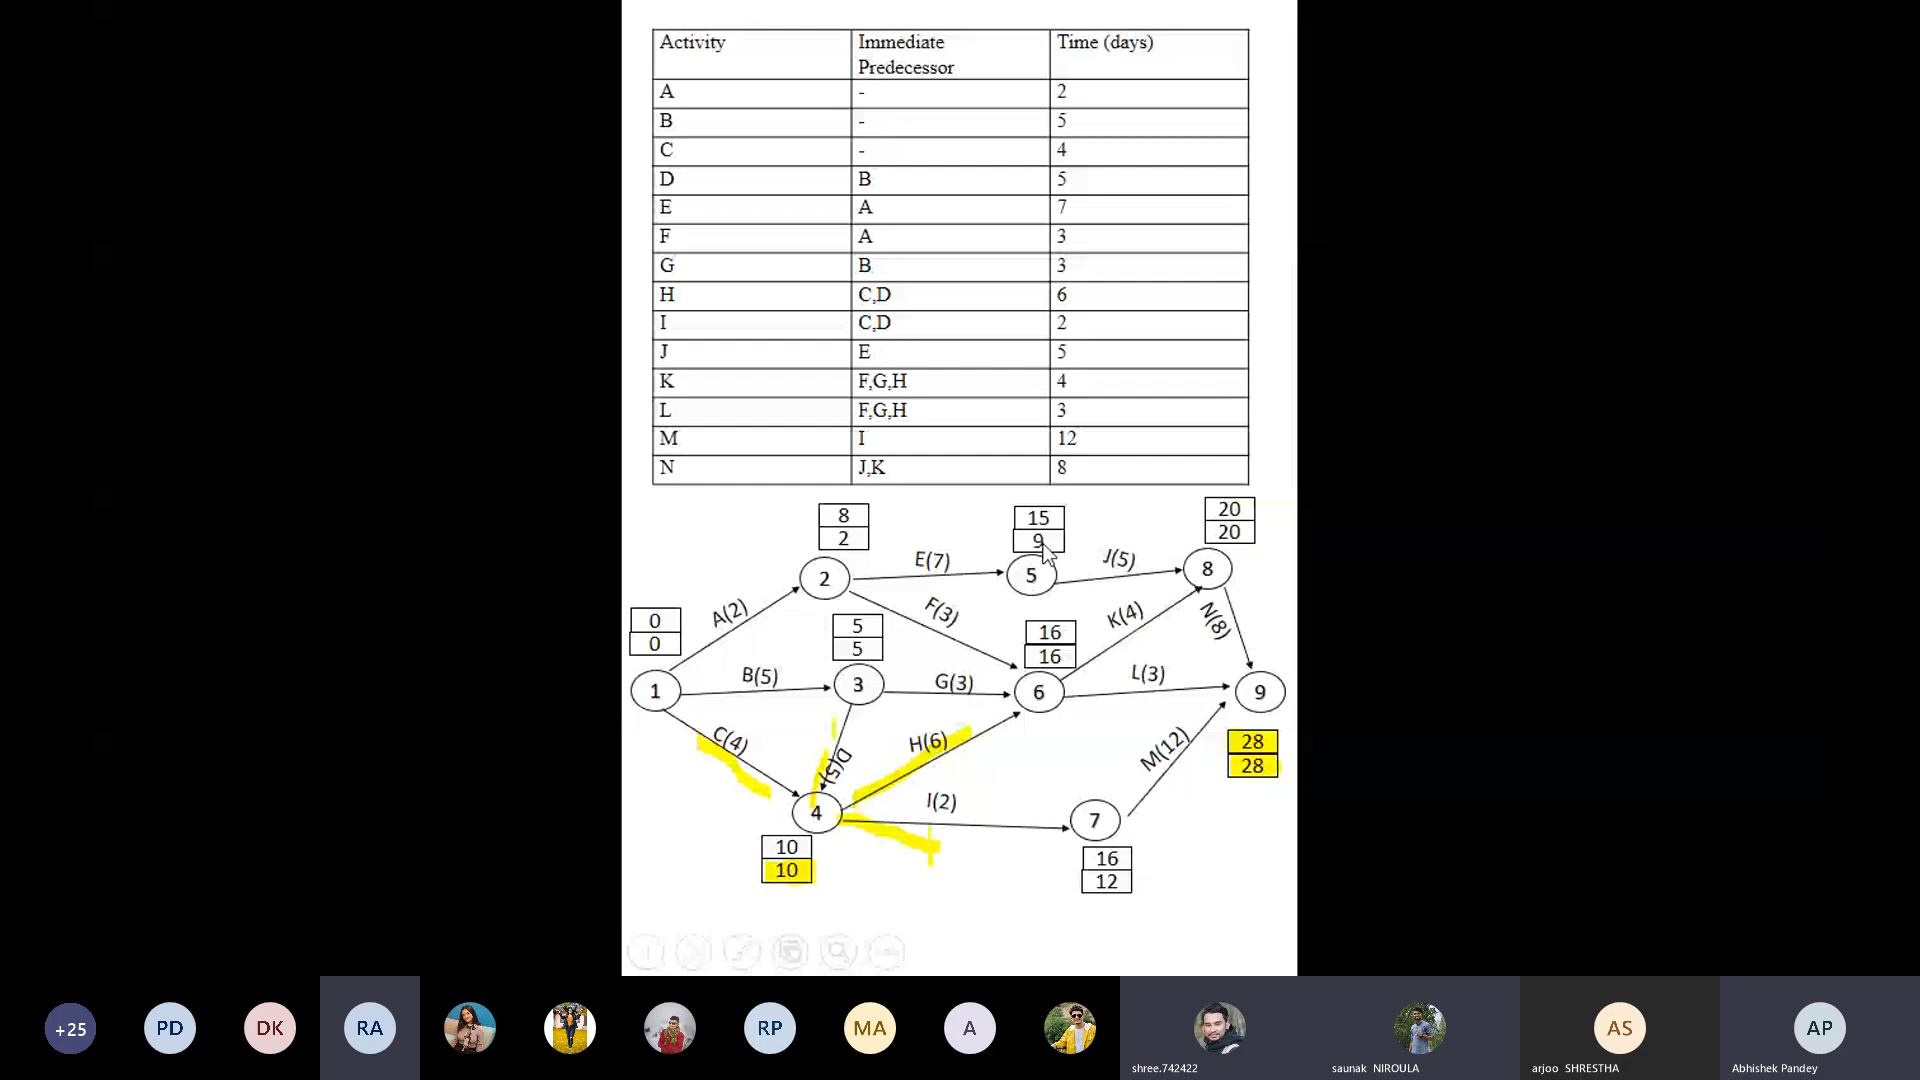 Activity Immediate Predecessor Time (days)
A - 2
B - 5
C - 4
D B 5
E A 7
F A 3
G B 3
H C,D 6
I C,D 2
J E 5
K F,G,H 4
L F,G,H 3
M I 12
N J,K 8
8
2
15
9
20
20
E(7)
J(5)
2
5
8
A(2)
F(3)
K(4)
N(8)
0
0
5
5
16
16
B(5)
G(3)
L(3)
1
3
6
9
C(4)
D(5)
H(6)
M(12)
28
28
I(2)
4
7
10
10
16
12
+25
PD
DK
RA
RP
MA
A
AS
AP
shree.742422
saunak NIROULA
arjoo SHRESTHA
Abhishek Pandey